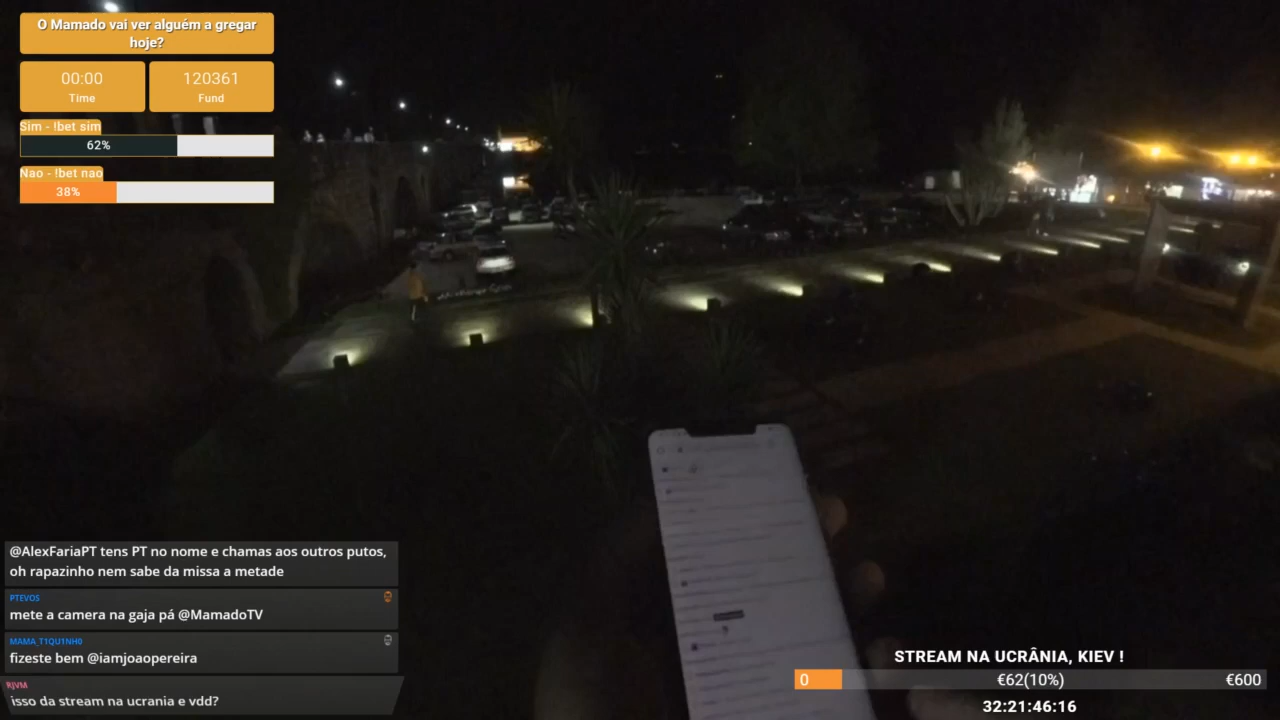 O Mamado vai ver alguém a gregar
hoje?
00:00
Time
120361
Fund
Sim - !bet sim
62%
Nao - !bet nao
38%
@AlexFariaPT tens PT no nome e chamas aos outros putos,
oh rapazinho nem sabe da missa a metade
PTEVOS
mete a camera na gaja pá @MamadoTV
MAMA_T1QU1NH0
fizeste bem @iamjoaopereira
RJVM
isso da stream na ucrania e vdd?
STREAM NA UCRÂNIA, KIEV !
0
€62(10%)
€600
32:21:46:16